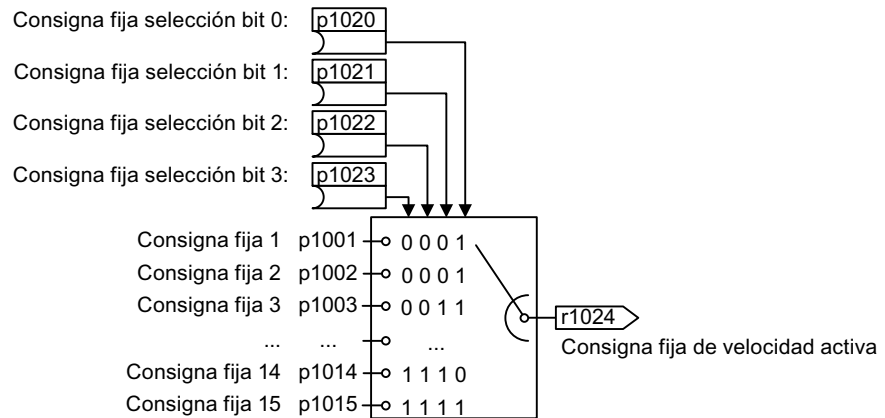 Consigna fija selección bit 0: p1020
Consigna fija selección bit 1: p1021
Consigna fija selección bit 2: p1022
Consigna fija selección bit 3: p1023
Consigna fija 1 p1001 0 0 0 1
Consigna fija 2 p1002 0 0 0 1
Consigna fija 3 p1003 0 0 1 1
... ... ...
Consigna fija 14 p1014 1 1 1 0
Consigna fija 15 p1015 1 1 1 1
r1024
Consigna fija de velocidad activa